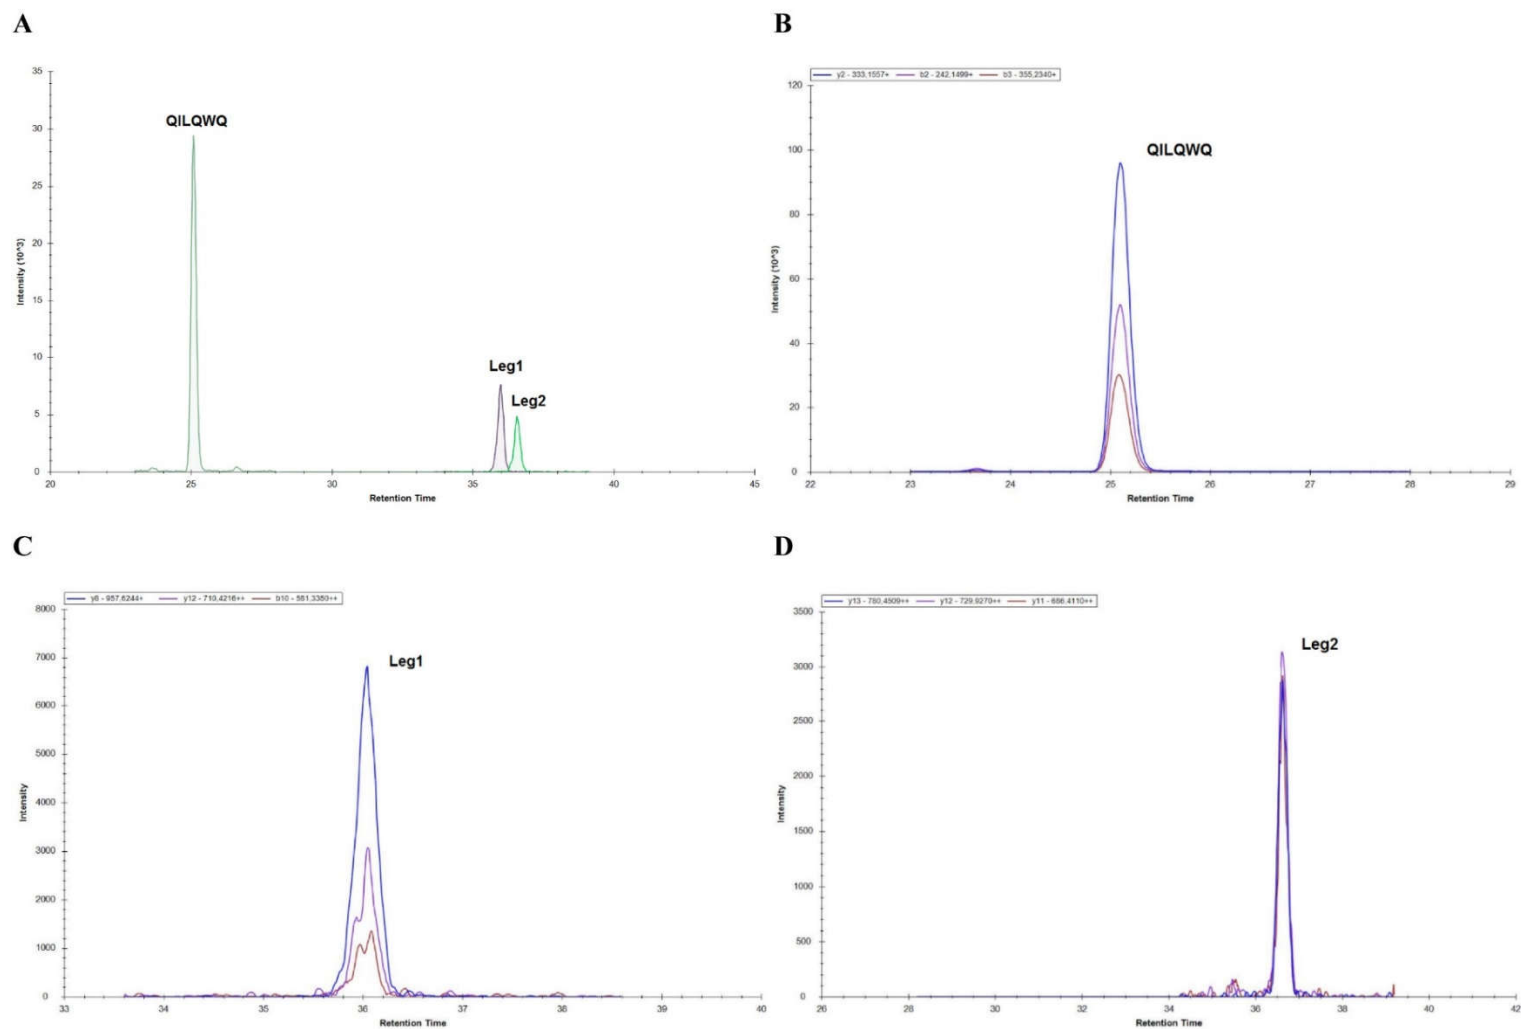 A
35
30
25
20
15
10
5
0
Intensity (10^3)
QILQWQ
Leg1
Leg2
20 25 30 35 40 45
Retention Time
B
y2 - 333,1557+ b2 - 242,1499+ b3 - 355,2340+
120
100
80
60
40
20
0
Intensity (10^3)
QILQWQ
22 23 24 25 26 27 28 29
Retention Time
C
y8 - 957,6244+ y12 - 710,4216++ b10 - 581,3380++
8000
7000
6000
5000
4000
3000
2000
1000
0
Intensity
Leg1
33 34 35 36 37 38 39 40
Retention Time
D
y13 - 780,4509++ y12 - 729,9270++ y11 - 686,4110++
3500
3000
2500
2000
1500
1000
500
0
Intensity
Leg2
26 28 30 32 34 36 38 40 42
Retention Time